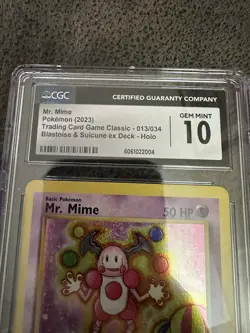 CGC
CERTIFIED GUARANTY COMPANY
Mr. Mime
Pokémon (2023)
Trading Card Game Classic - 013/034
Blastoise & Suicune ex Deck - Holo
GEM MINT
10
6061022004
Basic Pokémon
Mr. Mime
50 HP